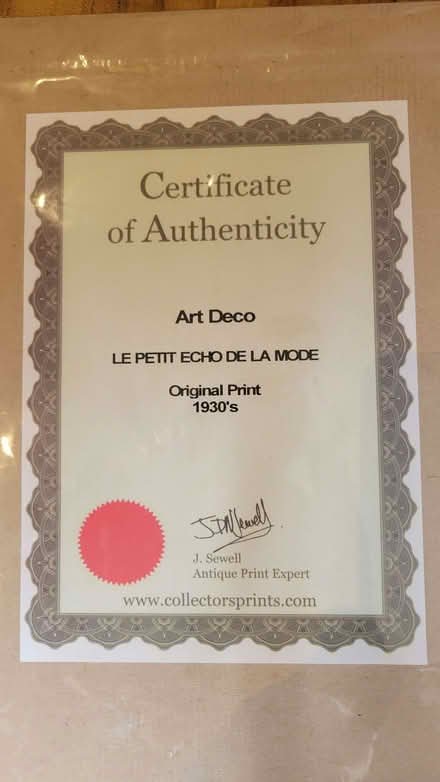 Certificate
of Authenticity
Art Deco
LE PETIT ECHO DE LA MODE
Original Print
1930's
J. Sewell
Antique Print Expert
www.collectorsprints.com